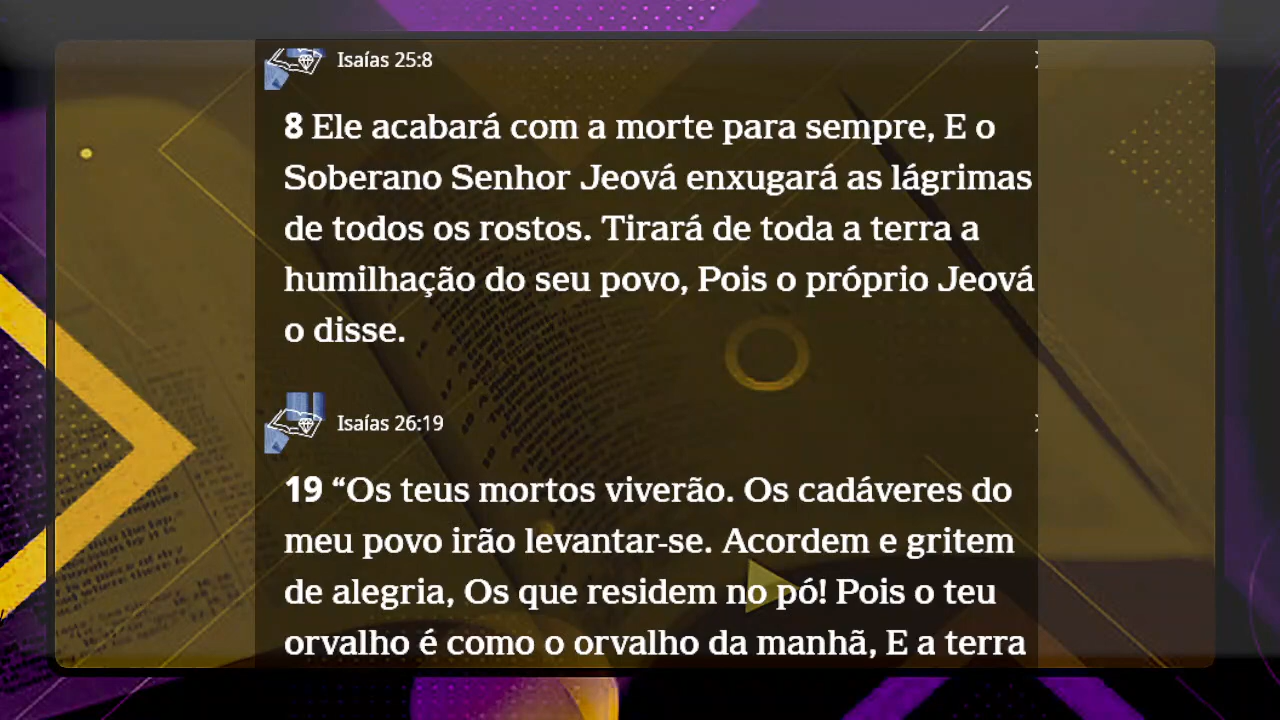 Isaías 25:8
8 Ele acabará com a morte para sempre, E o
Soberano Senhor Jeová enxugará as lágrimas
de todos os rostos. Tirará de toda a terra a
humilhação do seu povo, Pois o próprio Jeová
o disse.
Isaías 26:19
19 “Os teus mortos viverão. Os cadáveres do
meu povo irão levantar-se. Acordem e gritem
de alegria, Os que residem no pó! Pois o teu
orvalho é como o orvalho da manhã, E a terra